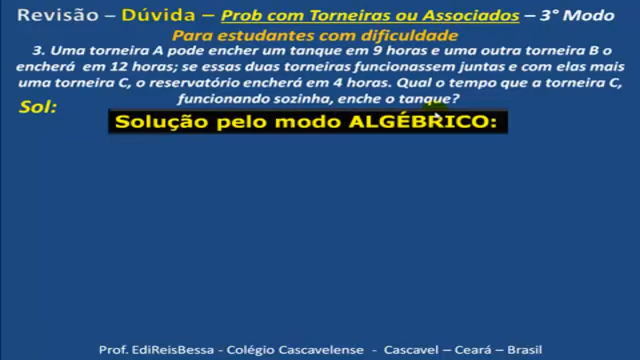 Revisão – Dúvida – Prob com Torneiras ou Associados – 3° Modo
Para estudantes com dificuldade
3. Uma torneira A pode encher um tanque em 9 horas e uma outra torneira B o
encherá em 12 horas; se essas duas torneiras funcionassem juntas e com elas mais
uma torneira C, o reservatório encherá em 4 horas. Qual o tempo que a torneira C,
funcionando sozinha, enche o tanque?
Sol:
Solução pelo modo ALGÉBRICO:
Prof. EdiReisBessa - Colégio Cascavelense - Cascavel – Ceará – Brasil